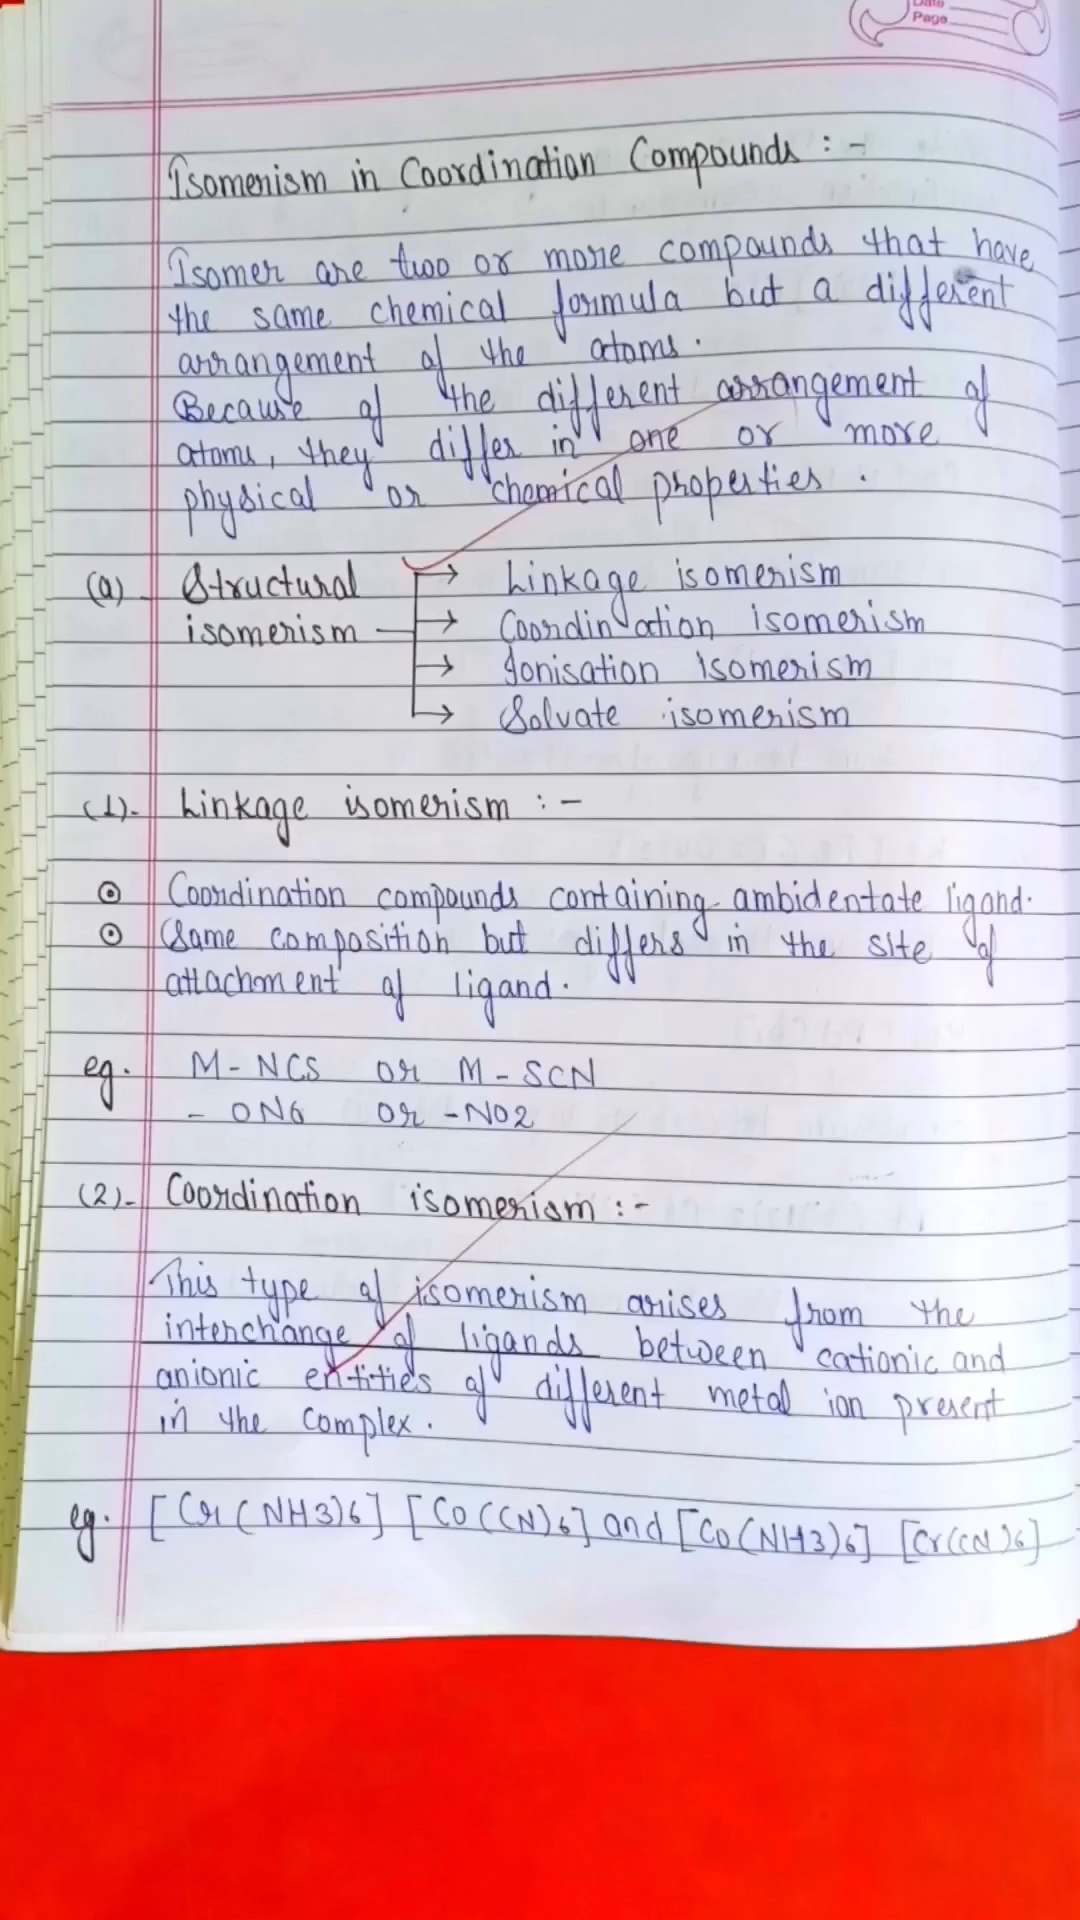 Date
Page
Isomerism in Coordination Compounds : -
Isomer are two or more compounds that have
the same chemical formula but a different
arrangement of the atoms.
Because of the different arrangement of
atoms, they differ in one or more
physical or chemical properties.
(a) Structural → Linkage isomerism
isomerism → Coordination isomerism
→ Ionisation isomerism
→ Solvate isomerism
(1)- Linkage isomerism : -
⊙ Coordination compounds containing ambidentate ligand.
⊙ Same composition but differs in the site of
attachment of ligand.
eg. M - NCS or M - SCN
- ONO or - NO2
(2)- Coordination isomerism : -
This type of isomerism arises from the
interchange of ligands between cationic and
anionic entities of different metal ion present
in the complex.
eg. [Cr(NH3)6] [Co(CN)6] and [Co(NH3)6] [Cr(CN)6]